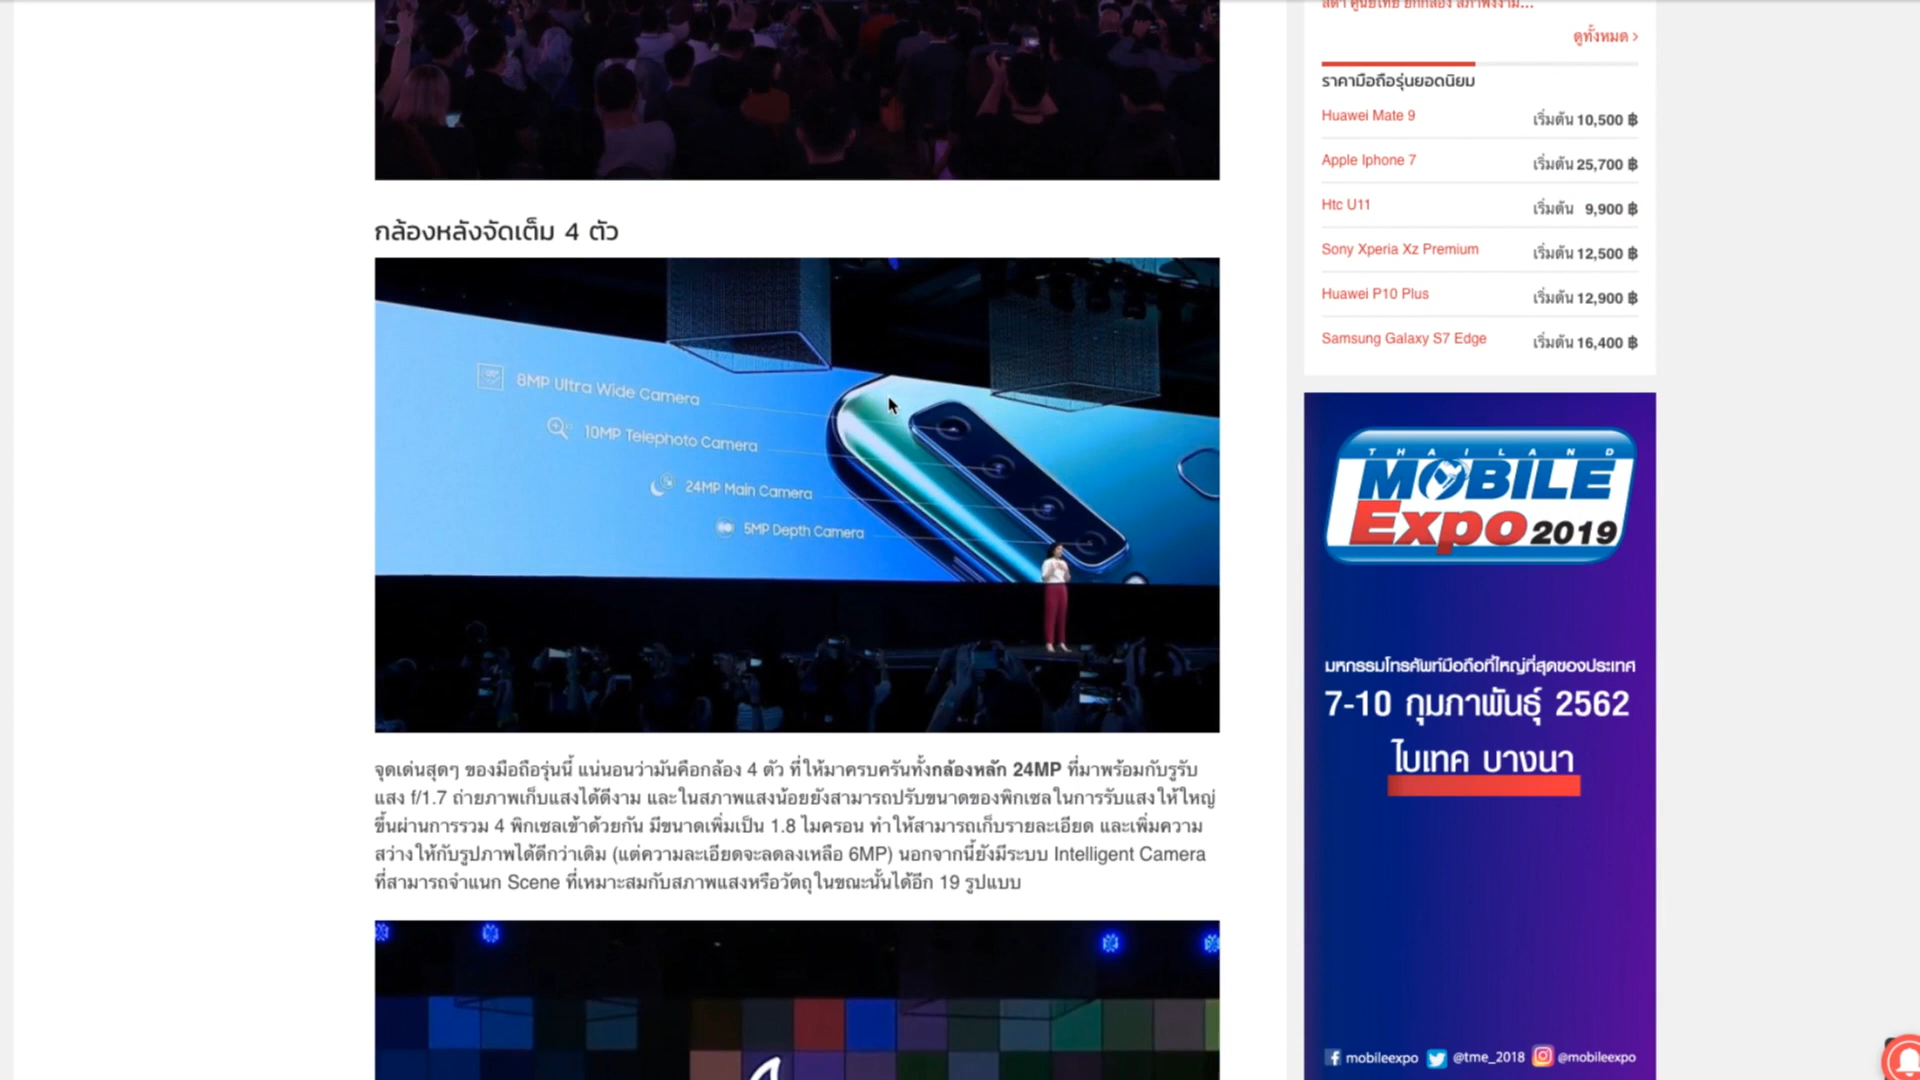 ดูทั้งหมด ›
ราคามือถือรุ่นยอดนิยม
Huawei Mate 9 เริ่มต้น 10,500 ฿
Apple Iphone 7 เริ่มต้น 25,700 ฿
Htc U11 เริ่มต้น 9,900 ฿
Sony Xperia Xz Premium เริ่มต้น 12,500 ฿
Huawei P10 Plus เริ่มต้น 12,900 ฿
Samsung Galaxy S7 Edge เริ่มต้น 16,400 ฿
กล้องหลังจัดเต็ม 4 ตัว
8MP Ultra Wide Camera
10MP Telephoto Camera
24MP Main Camera
5MP Depth Camera
จุดเด่นสุดๆ ของมือถือรุ่นนี้ แน่นอนว่ามันคือกล้อง 4 ตัว ที่ให้มาครบครันทั้งกล้องหลัก 24MP ที่มาพร้อมกับรูรับ
แสง f/1.7 ถ่ายภาพเก็บแสงได้ดีงาม และในสภาพแสงน้อยยังสามารถปรับขนาดของพิกเซลในการรับแสงให้ใหญ่
ขึ้นผ่านการรวม 4 พิกเซลเข้าด้วยกัน มีขนาดเพิ่มเป็น 1.8 ไมครอน ทำให้สามารถเก็บรายละเอียด และเพิ่มความ
สว่างให้กับรูปภาพได้ดีกว่าเดิม (แต่ความละเอียดจะลดลงเหลือ 6MP) นอกจากนี้ยังมีระบบ Intelligent Camera
ที่สามารถจำแนก Scene ที่เหมาะสมกับสภาพแสงหรือวัตถุในขณะนั้นได้อีก 19 รูปแบบ
THAILAND
MOBILE
Expo 2019
มหกรรมโทรศัพท์มือถือที่ใหญ่ที่สุดของประเทศ
7-10 กุมภาพันธุ์ 2562
ไบเทค บางนา
mobileexpo @tme_2018 @mobileexpo